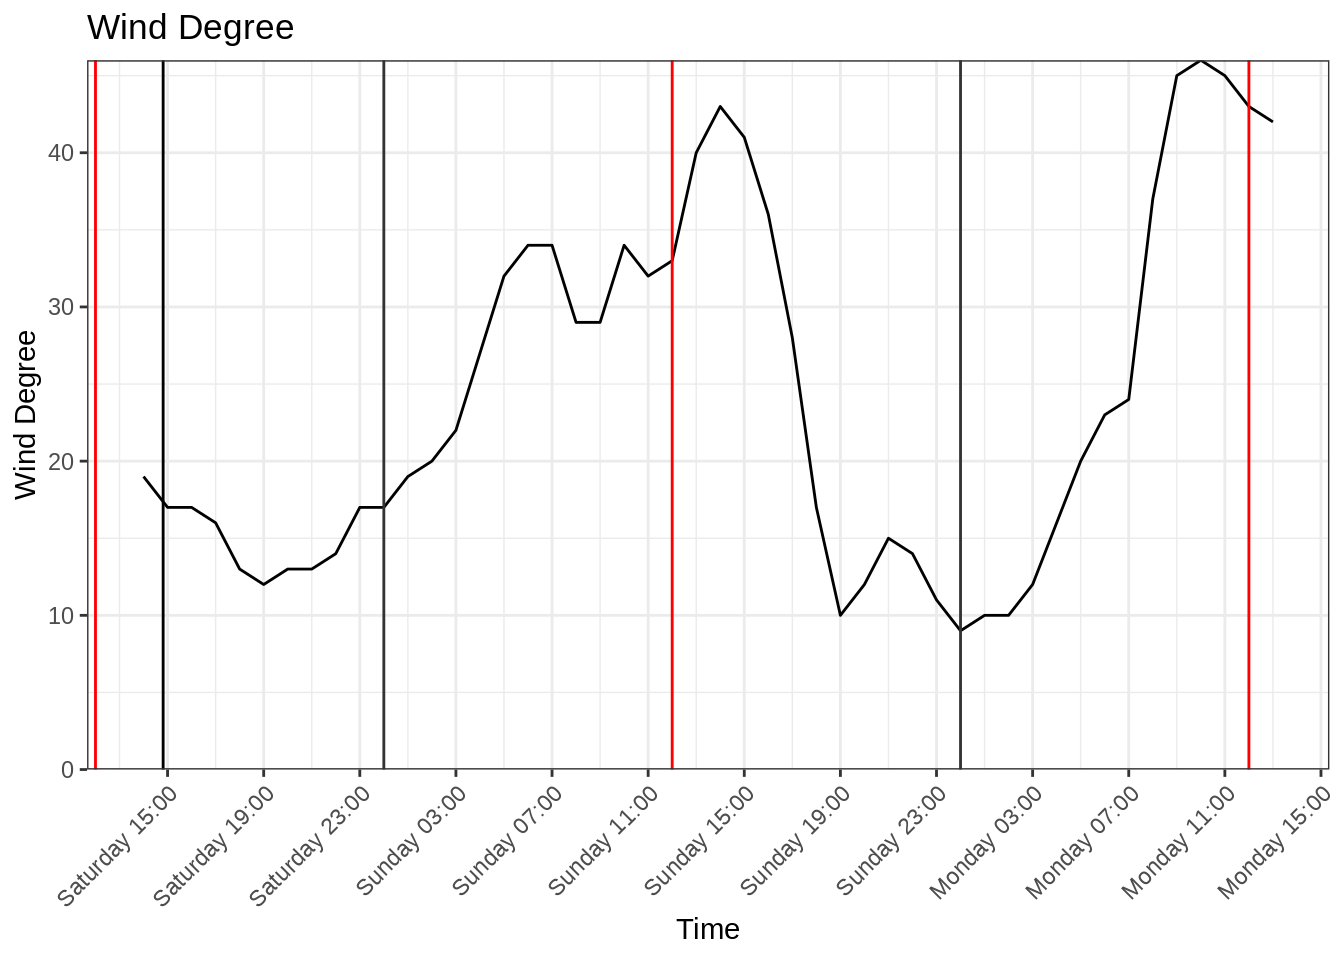 Wind Degree
Wind Degree
40
30
20
10
0
Saturday 15:00
Saturday 19:00
Saturday 23:00
Sunday 03:00
Sunday 07:00
Sunday 11:00
Sunday 15:00
Sunday 19:00
Sunday 23:00
Monday 03:00
Monday 07:00
Monday 11:00
Monday 15:00
Time